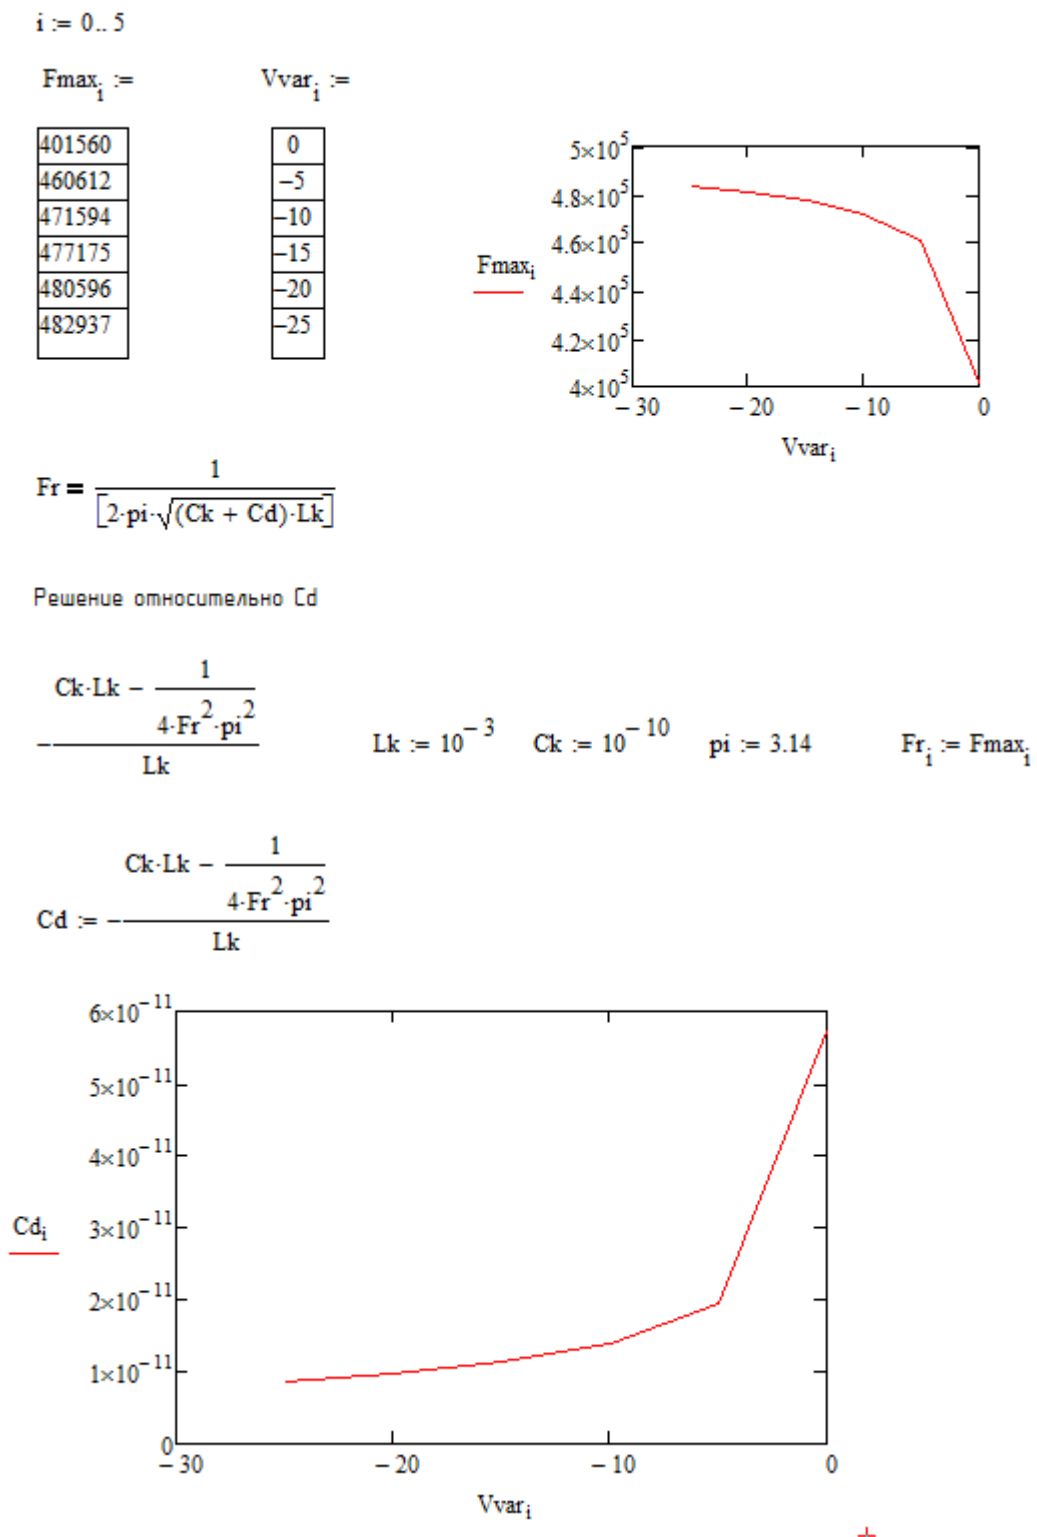 i := 0.. 5
Fmax_i := Vvar_i :=
401560 0
460612 −5
471594 −10
477175 −15
480596 −20
482937 −25
5×10^5
4.8×10^5
4.6×10^5
4.4×10^5
4.2×10^5
4×10^5
Fmax_i
−30 −20 −10 0
Vvar_i
Fr = 1 / [2·pi·√((Ck + Cd)·Lk)]
Решение относительно Cd
−(Ck·Lk − 1 / (4·Fr^2·pi^2)) / Lk Lk := 10^−3 Ck := 10^−10 pi := 3.14 Fr_i := Fmax_i
Cd := −(Ck·Lk − 1 / (4·Fr^2·pi^2)) / Lk
6×10^−11
5×10^−11
4×10^−11
3×10^−11
2×10^−11
1×10^−11
0
Cd_i
−30 −20 −10 0
Vvar_i